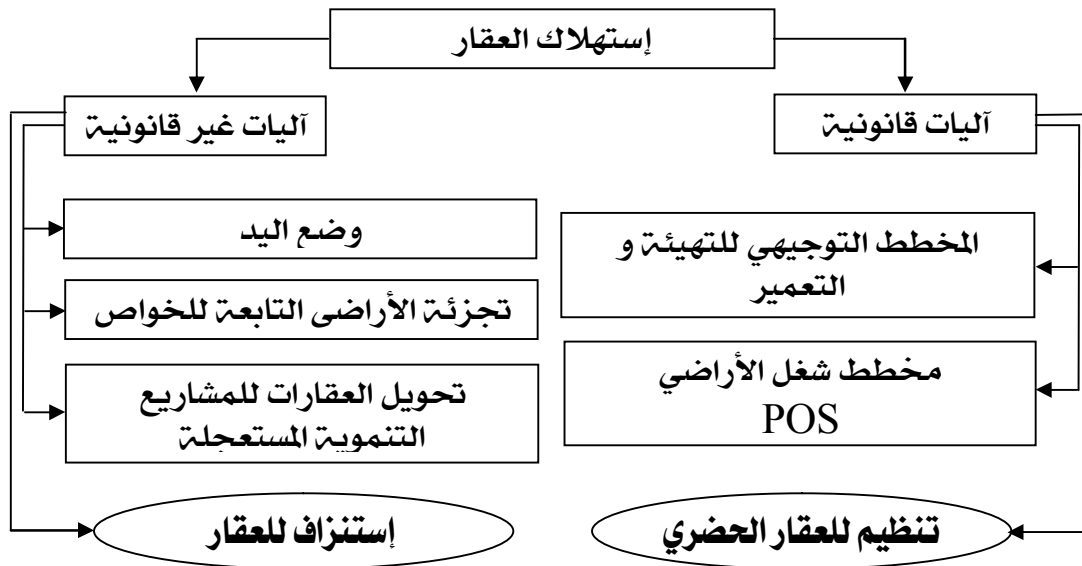 إستهلاك العقار
آليات قانونية
آليات غير قانونية
المخطط التوجيهي للتهيئة و
التعمير
مخطط شغل الأراضي
POS
وضع اليد
تجزئة الأراضي التابعة للخواص
تحويل العقارات للمشاريع
التنموية المستعجلة
تنظيم للعقار الحضري
إستنزاف للعقار